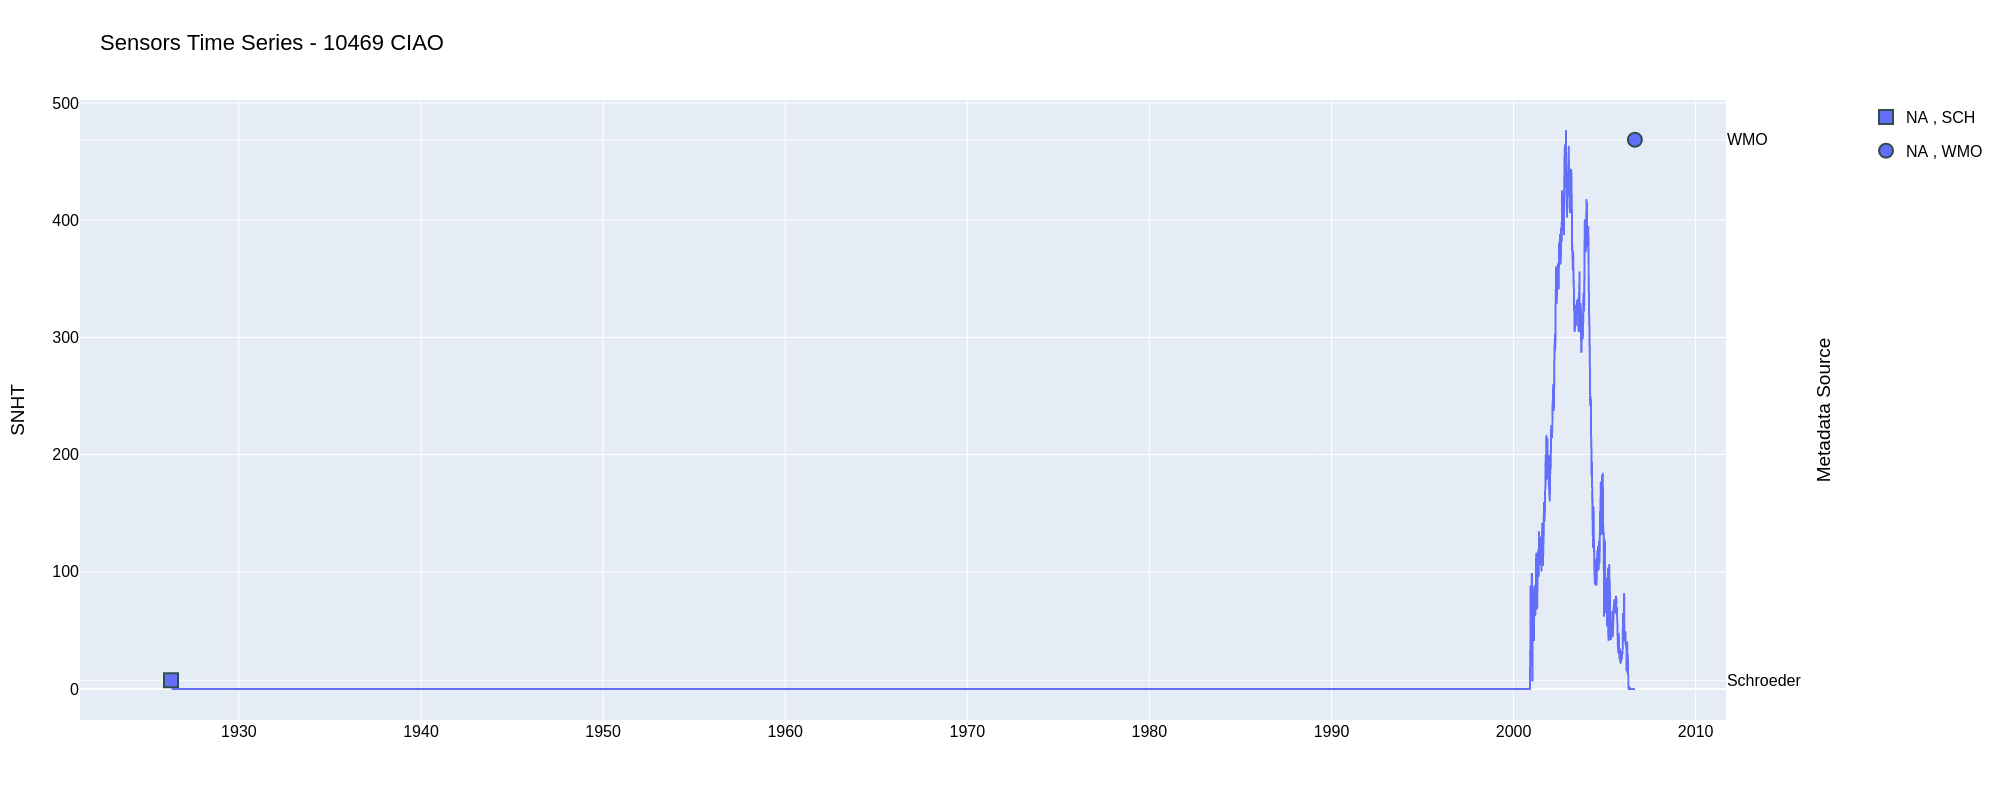 Sensors Time Series - 10469 CIAO
500
400
300
200
100
0
SNHT
1930
1940
1950
1960
1970
1980
1990
2000
2010
WMO
Schroeder
Metadata Source
NA , SCH
NA , WMO